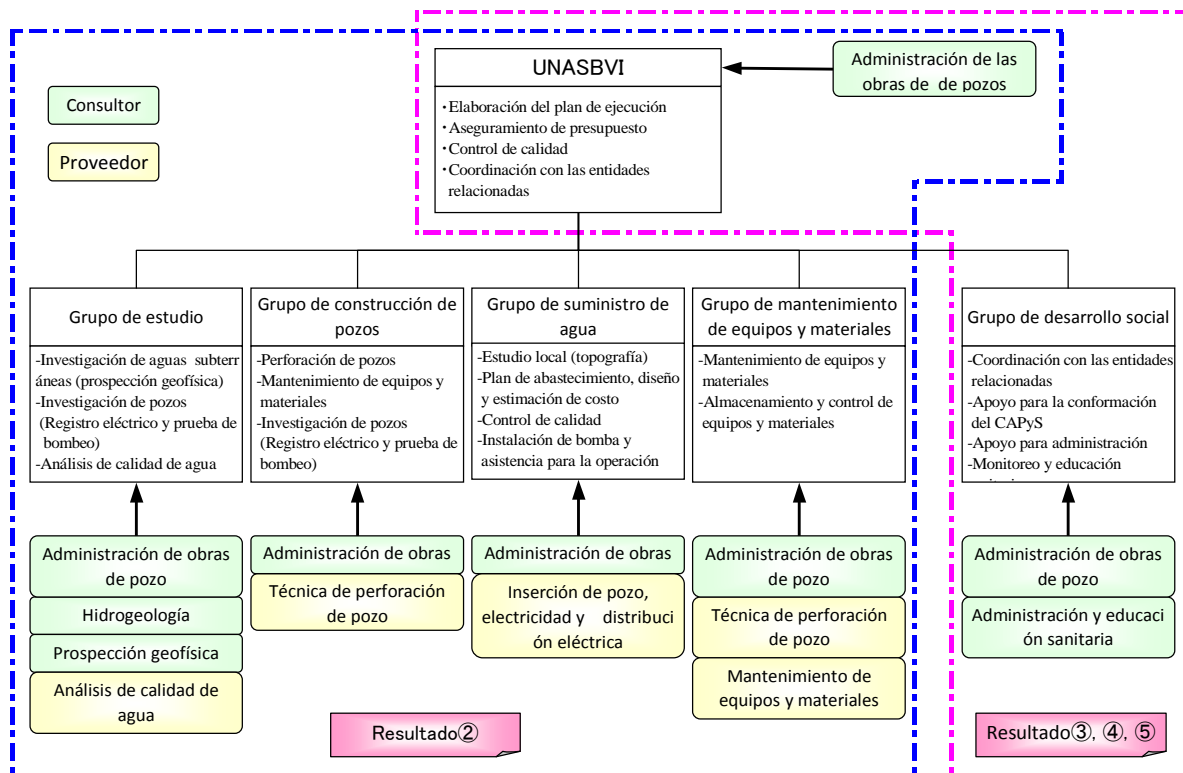 UNASBVI
・Elaboración del plan de ejecución
・Aseguramiento de presupuesto
・Control de calidad
・Coordinación con las entidades
relacionadas
Administración de las
obras de de pozos
Consultor
Proveedor
Grupo de estudio
-Investigación de aguas subterr
áneas (prospección geofísica)
-Investigación de pozos
(Registro eléctrico y prueba de
bombeo)
-Análisis de calidad de agua
Grupo de construcción de
pozos
-Perforación de pozos
-Mantenimiento de equipos y
materiales
-Investigación de pozos
(Registro eléctrico y prueba de
bombeo)
Grupo de suministro de
agua
-Estudio local (topografía)
-Plan de abastecimiento, diseño
y estimación de costo
-Control de calidad
-Instalación de bomba y
asistencia para la operación
Grupo de mantenimiento
de equipos y materiales
-Mantenimiento de equipos y
materiales
-Almacenamiento y control de
equipos y materiales
Grupo de desarrollo social
-Coordinación con las entidades
relacionadas
-Apoyo para la conformación
del CAPyS
-Apoyo para administración
-Monitoreo y educación
Administración de obras
de pozo
Hidrogeología
Prospección geofísica
Análisis de calidad de
agua
Administración de obras
Técnica de perforación
de pozo
Administración de obras
Inserción de pozo,
electricidad y distribuci
ón eléctrica
Administración de obras
de pozo
Técnica de perforación
de pozo
Mantenimiento de
equipos y materiales
Administración de obras
de pozo
Administración y educaci
ón sanitaria
Resultado②
Resultado③, ④, ⑤